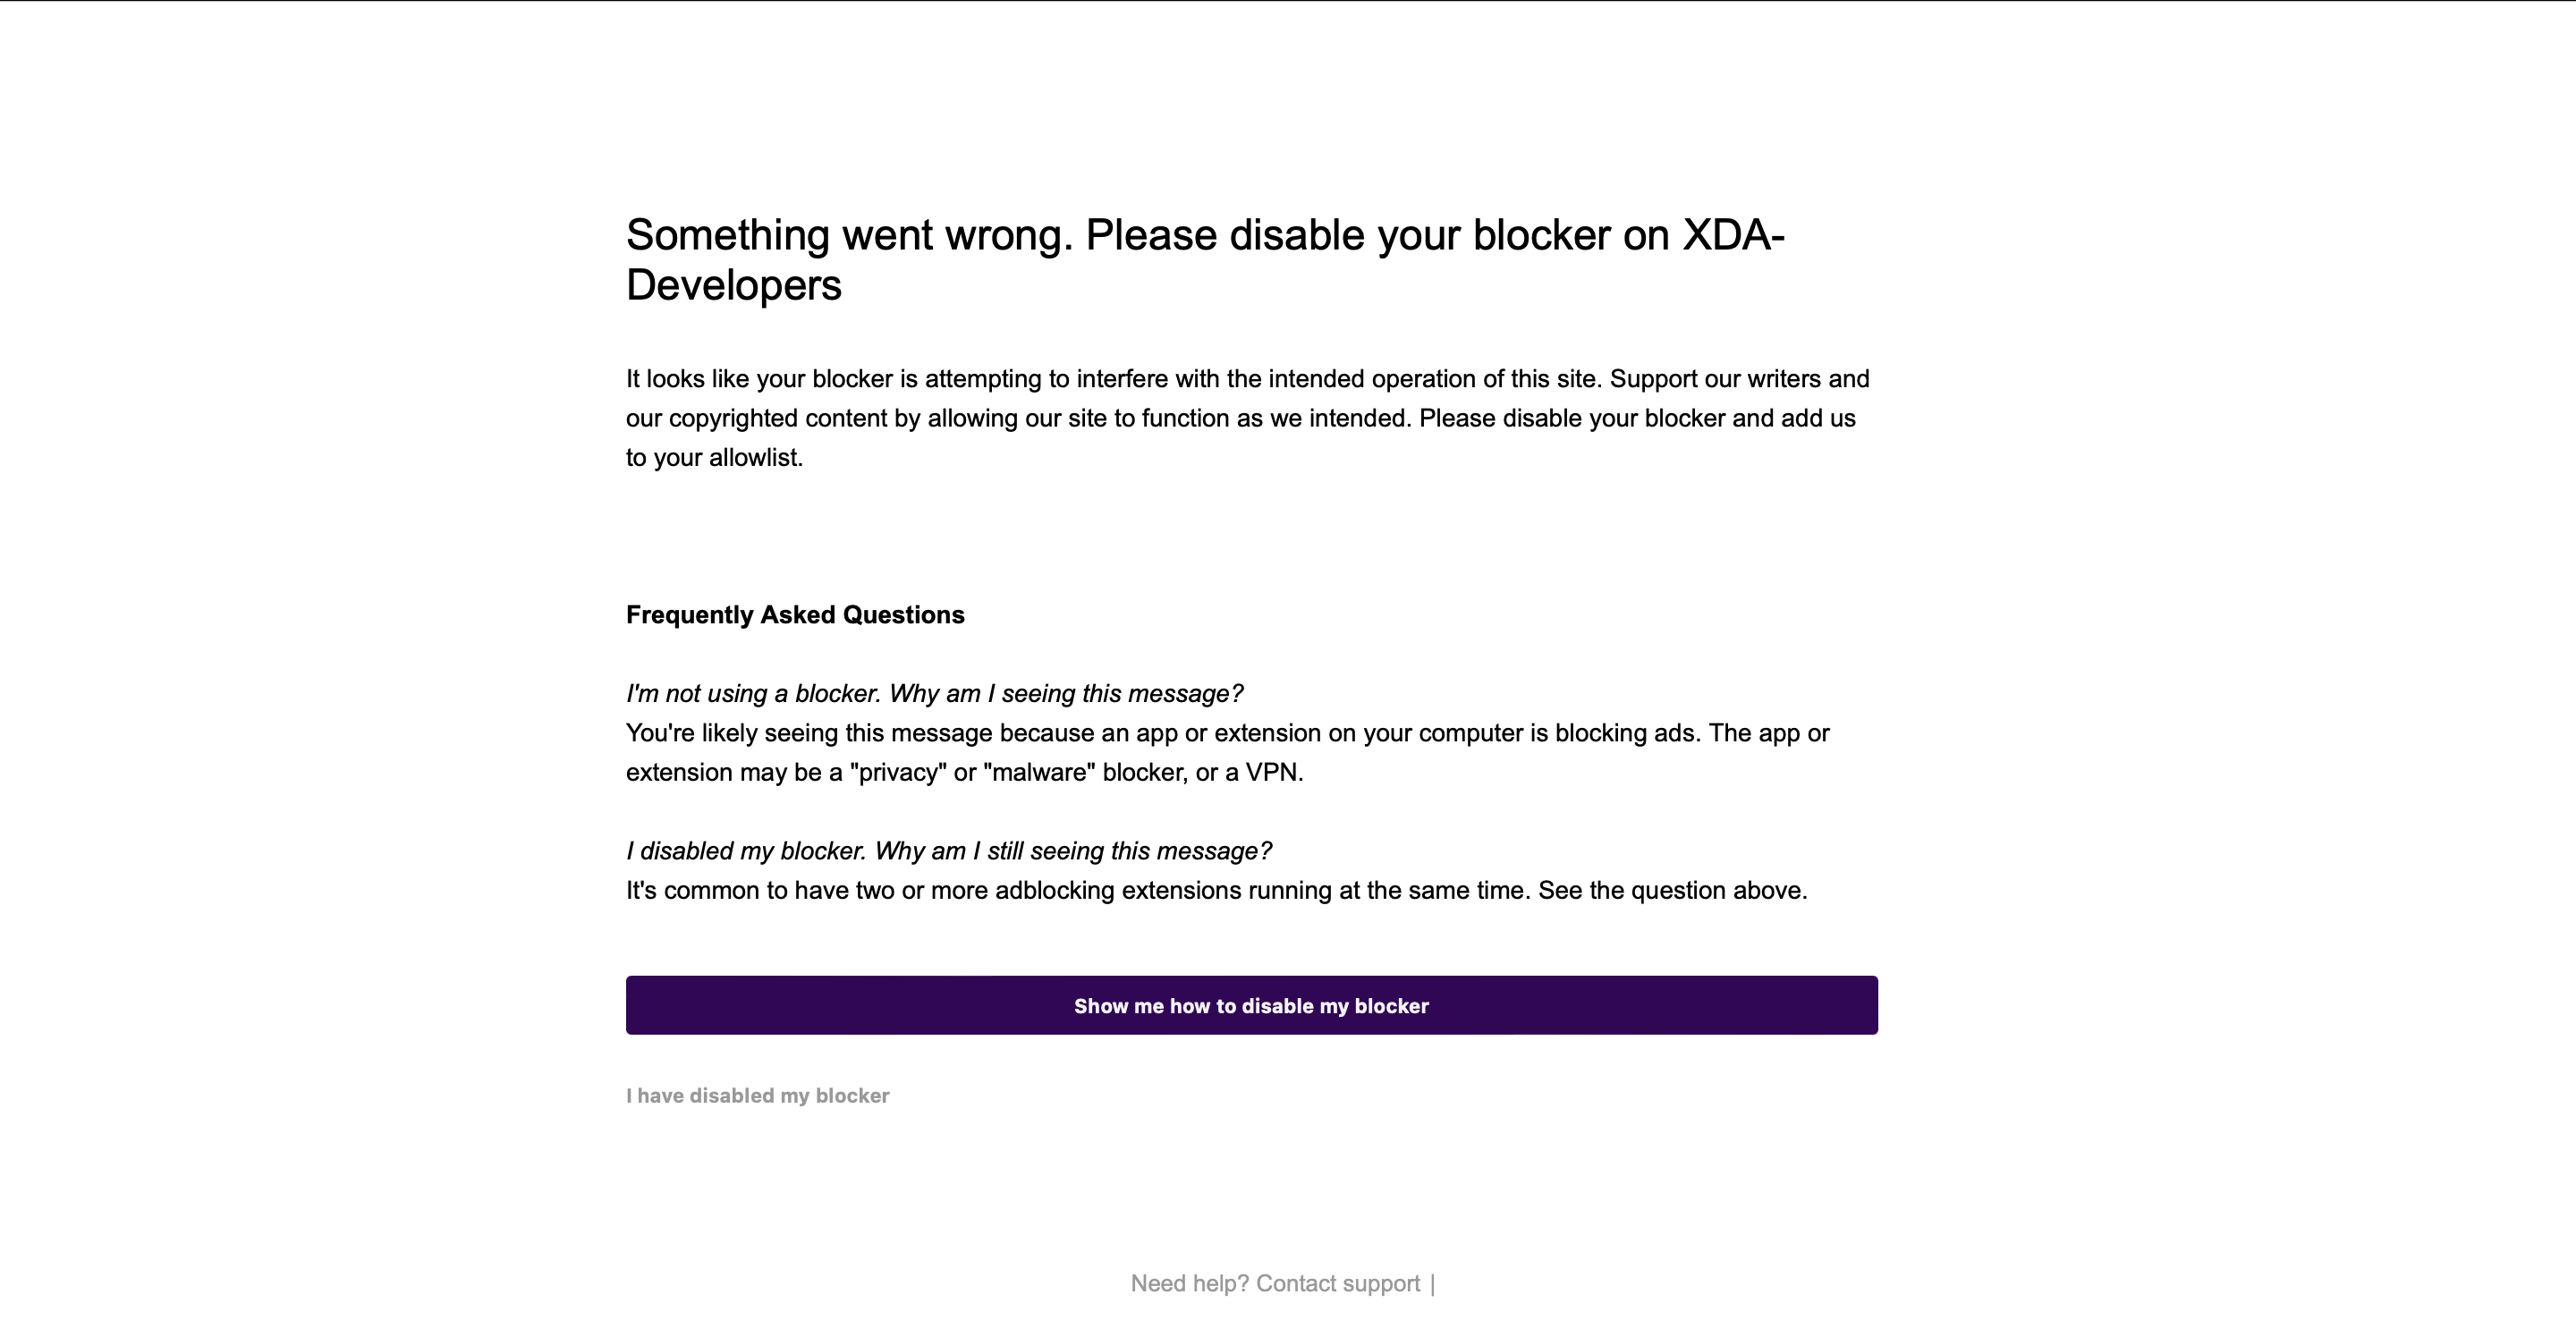 Something went wrong. Please disable your blocker on XDA-
Developers
It looks like your blocker is attempting to interfere with the intended operation of this site. Support our writers and
our copyrighted content by allowing our site to function as we intended. Please disable your blocker and add us
to your allowlist.
Frequently Asked Questions
I'm not using a blocker. Why am I seeing this message?
You're likely seeing this message because an app or extension on your computer is blocking ads. The app or
extension may be a "privacy" or "malware" blocker, or a VPN.
I disabled my blocker. Why am I still seeing this message?
It's common to have two or more adblocking extensions running at the same time. See the question above.
Show me how to disable my blocker
I have disabled my blocker
Need help? Contact support |